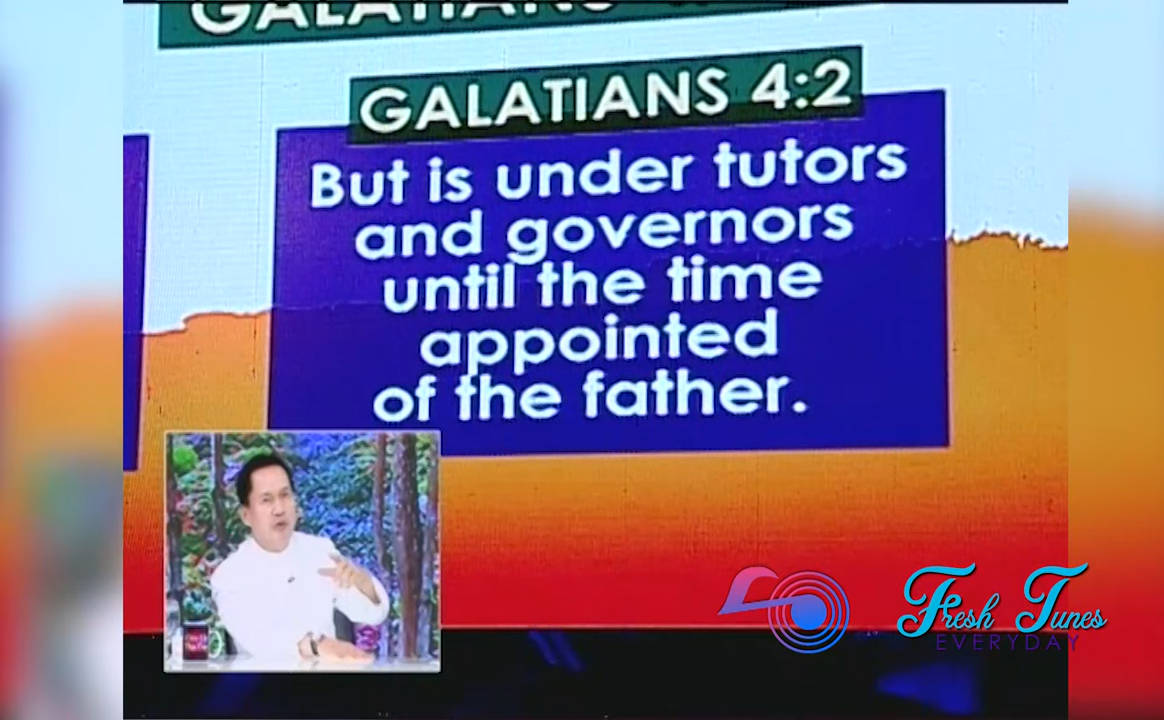 GALATIANS
GALATIANS 4:2
But is under tutors
and governors
until the time
appointed
of the father.
Fresh Tunes
EVERYDAY